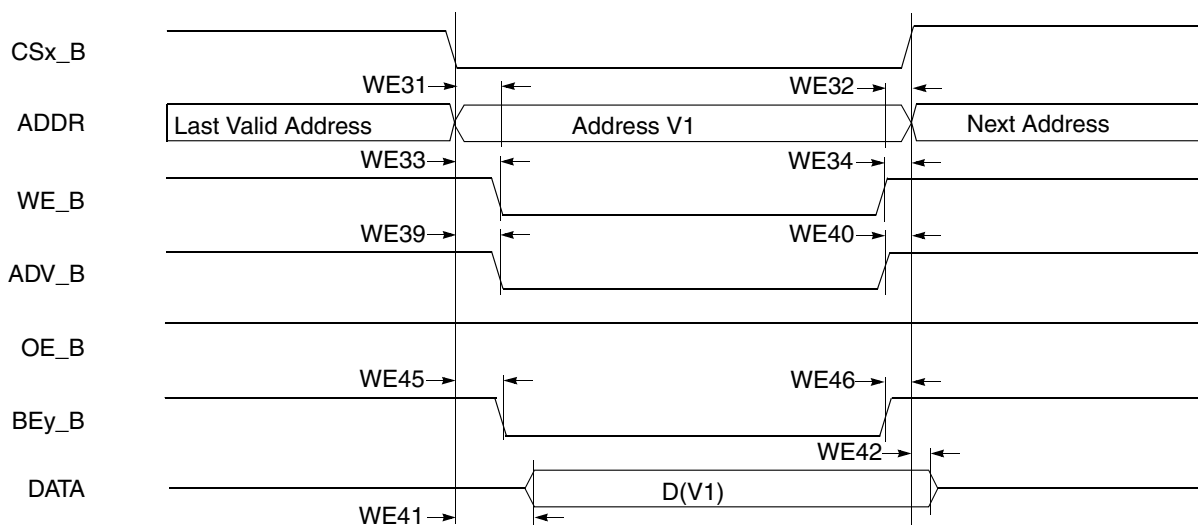 CSx_B
WE31
WE32
ADDR
Last Valid Address
Address V1
Next Address
WE33
WE34
WE_B
WE39
WE40
ADV_B
OE_B
WE45
WE46
BEy_B
WE42
DATA
D(V1)
WE41